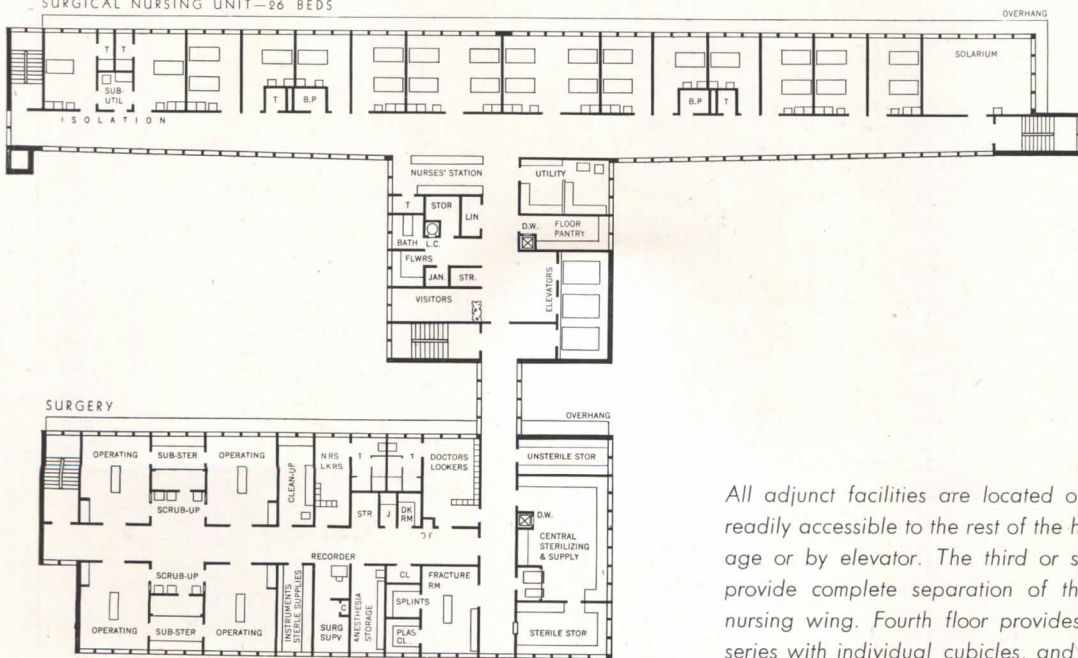 SURGICAL NURSING UNIT—26 BEDS
OVERHANG
T T
SUB-
UTIL
ISOLATION
T
B.P
B.P
T
SOLARIUM
NURSES' STATION
UTILITY
T
STOR
LIN
BATH
L.C.
D.W.
FLOOR
PANTRY
FLWRS
JAN.
STR.
VISITORS
ELEVATORS
SURGERY
OVERHANG
OPERATING
SUB-STER
OPERATING
CLEAN-UP
NRS
LKRS
T
T
DOCTORS
LOOKERS
UNSTERILE STOR
SCRUB-UP
STR
J
DK
RM
D.W.
CENTRAL
STERILIZING
& SUPPLY
RECORDER
SCRUB-UP
CL
FRACTURE
RM
INSTRUMENTS
STERLE SUPPLIES
SPLINTS
C
ANESTHESIA
STORAGE
OPERATING
SUB-STER
OPERATING
SURG
SUPV
PLAS
CL.
STERILE STOR
All adjunct facilities are located o
readily accessible to the rest of the h
age or by elevator. The third or s
provide complete separation of th
nursing wing. Fourth floor provides
series with individual cubicles, and